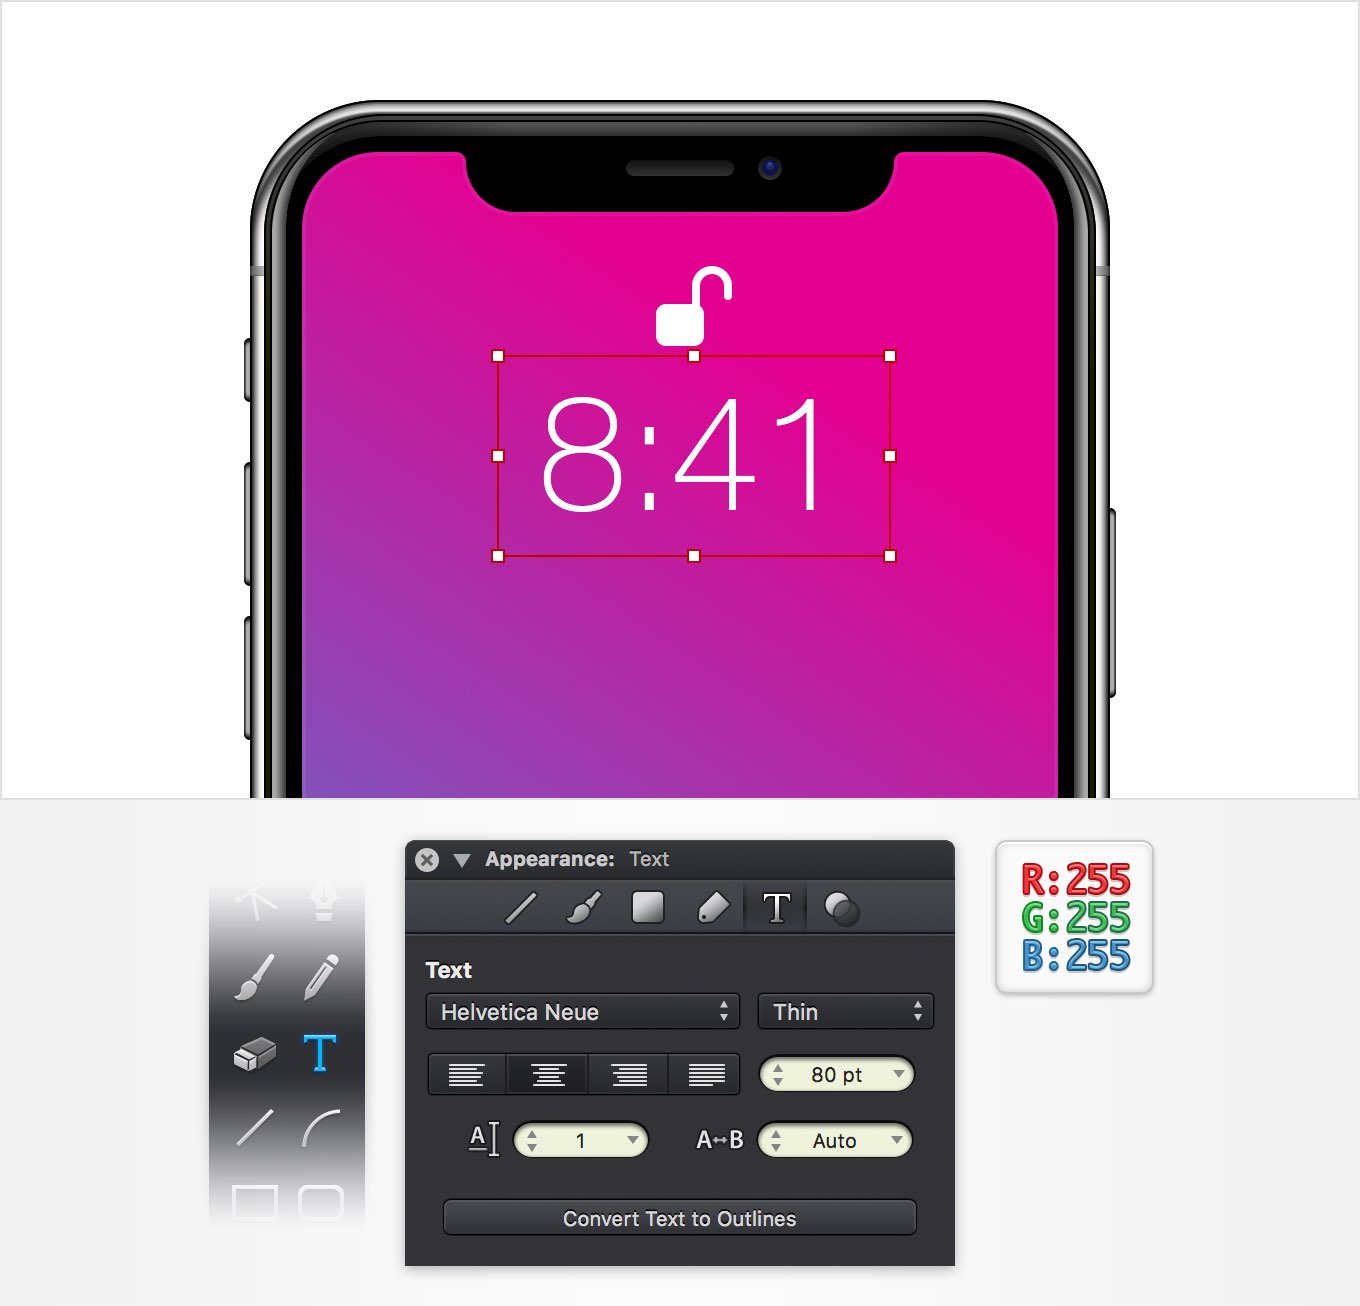 8:41
Appearance: Text
R:255
G:255
B:255
T
Text
Helvetica Neue
Thin
80 pt
T
A
1
A↔B
Auto
Convert Text to Outlines